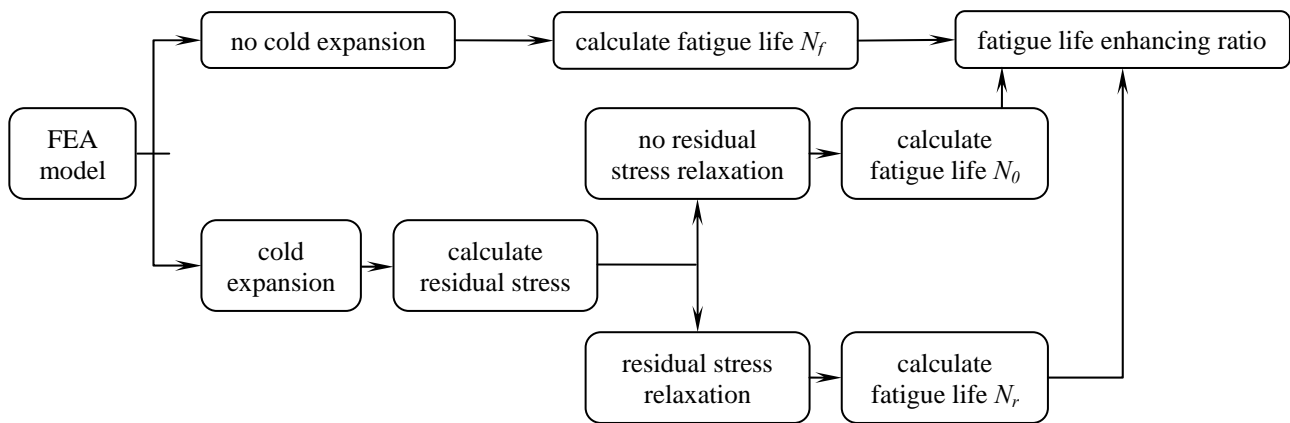 no cold expansion
calculate fatigue life N_f
fatigue life enhancing ratio
FEA
model
no residual
stress relaxation
calculate
fatigue life N_0
cold
expansion
calculate
residual stress
residual stress
relaxation
calculate
fatigue life N_r